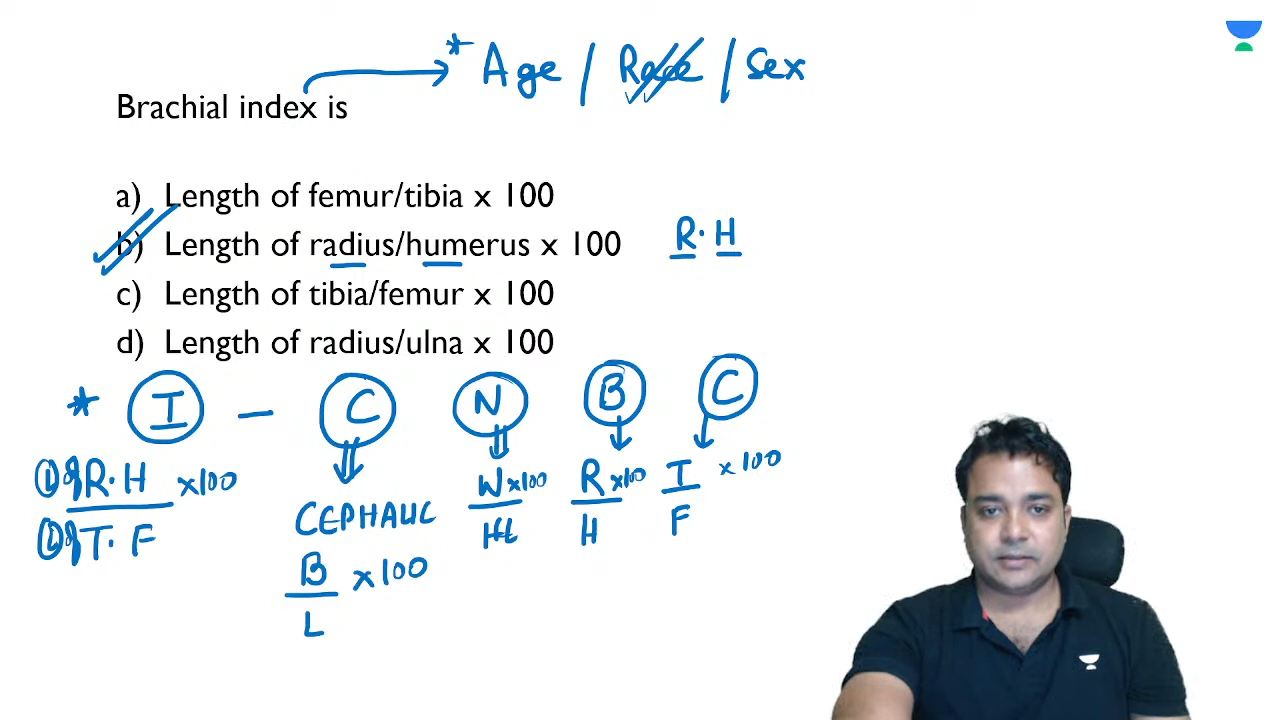 * Age / Race / Sex
Brachial index is
a) Length of femur/tibia x 100
b) Length of radius/humerus x 100 R. H
c) Length of tibia/femur x 100
d) Length of radius/ulna x 100
* I - C N B C
R. H x100
T. F
CEPHALIC
B x100
L
W x100
Ht
R x100
H
T x 100
F